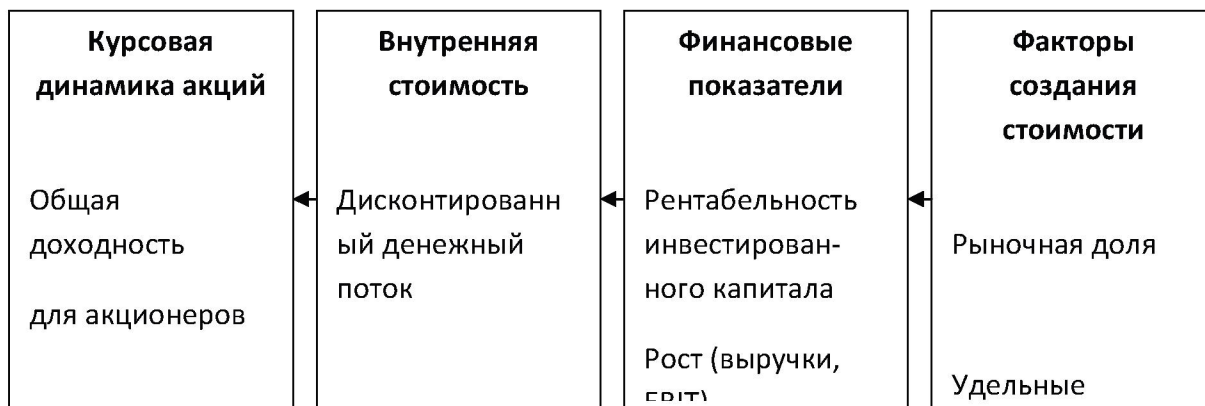 Курсовая
динамика акций
Общая
доходность
для акционеров
Внутренняя
стоимость
Дисконтированн
ый денежный
поток
Финансовые
показатели
Рентабельность
инвестирован-
ного капитала
Рост (выручки,
EBIT)
Факторы
создания
стоимости
Рыночная доля
Удельные